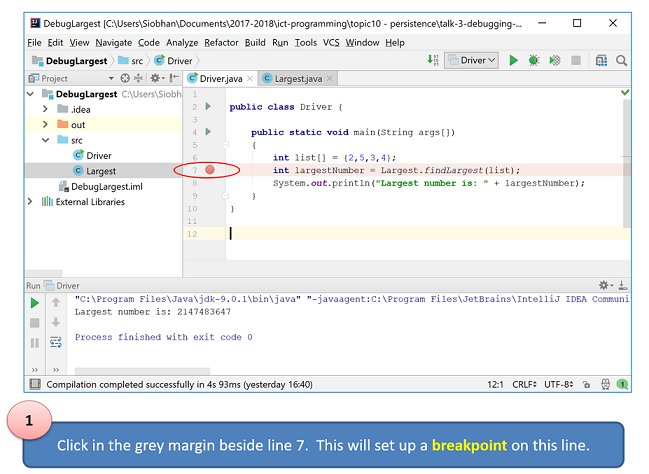 DebugLargest [C:\Users\Siobhan\Documents\2017-2018\ict-programming\topic10 - persistence\talk-3-debugging-...
File Edit View Navigate Code Analyze Refactor Build Run Tools VCS Window Help
DebugLargest src Driver
Driver
Project
Driver.java
Largest.java
DebugLargest C:\Users\Siobh
.idea
out
src
Driver
Largest
DebugLargest.iml
External Libraries
1
2 public class Driver {
3
4 public static void main(String args[])
5 {
6 int list[] = {2,5,3,4};
7 int largestNumber = Largest.findLargest(list);
8 System.out.println("Largest number is: " + largestNumber);
9 }
10 }
11
12
Run Driver
"C:\Program Files\Java\jdk-9.0.1\bin\java" "-javaagent:C:\Program Files\JetBrains\IntelliJ IDEA Communi
Largest number is: 2147483647
Process finished with exit code 0
Compilation completed successfully in 4s 93ms (yesterday 16:40)
12:1 CRLF÷ UTF-8÷
1
1
Click in the grey margin beside line 7. This will set up a breakpoint on this line.